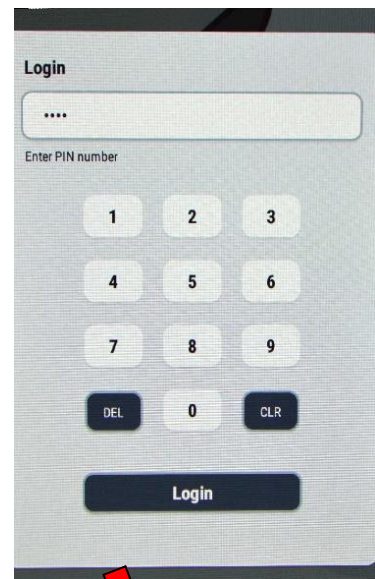 Login
••••
Enter PIN number
1 2 3
4 5 6
7 8 9
DEL 0 CLR
Login